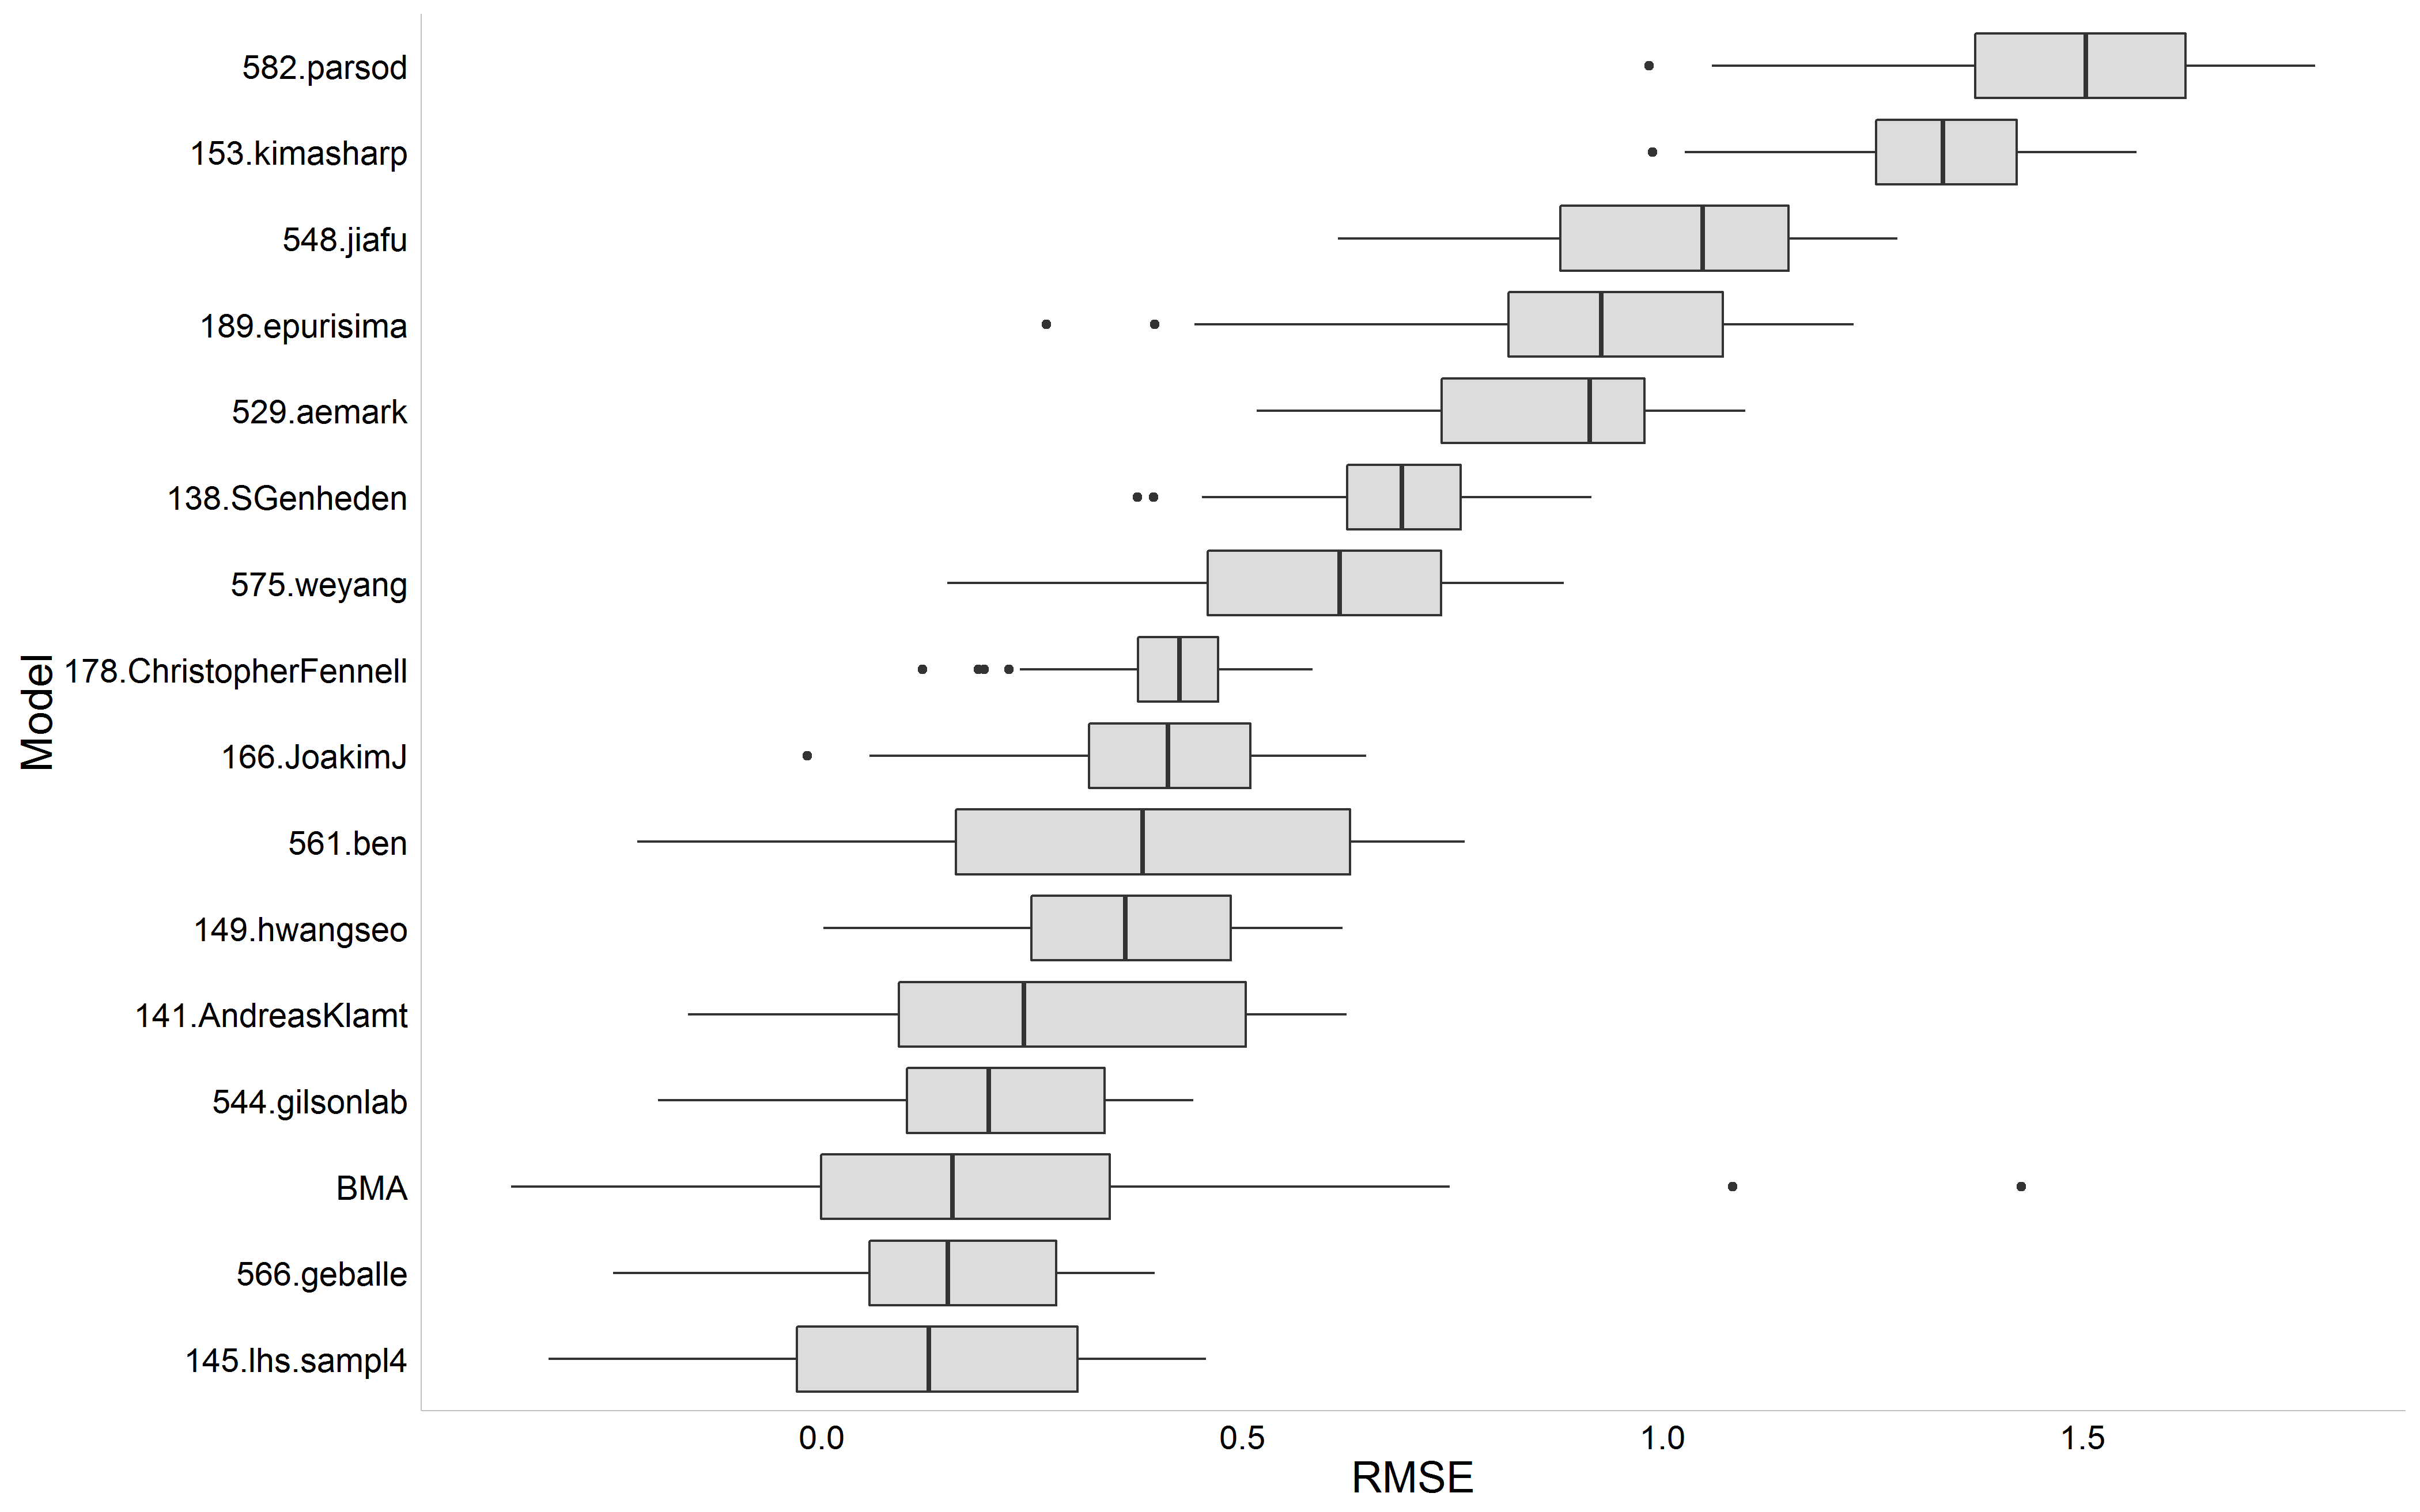 582.parsod
153.kimasharp
548.jiafu
189.epurisima
529.aemark
138.SGenheden
575.weyang
178.ChristopherFennell
166.JoakimJ
561.ben
149.hwangseo
141.AndreasKlamt
544.gilsonlab
BMA
566.geballe
145.lhs.sampl4
Model
0.0 0.5 1.0 1.5
RMSE